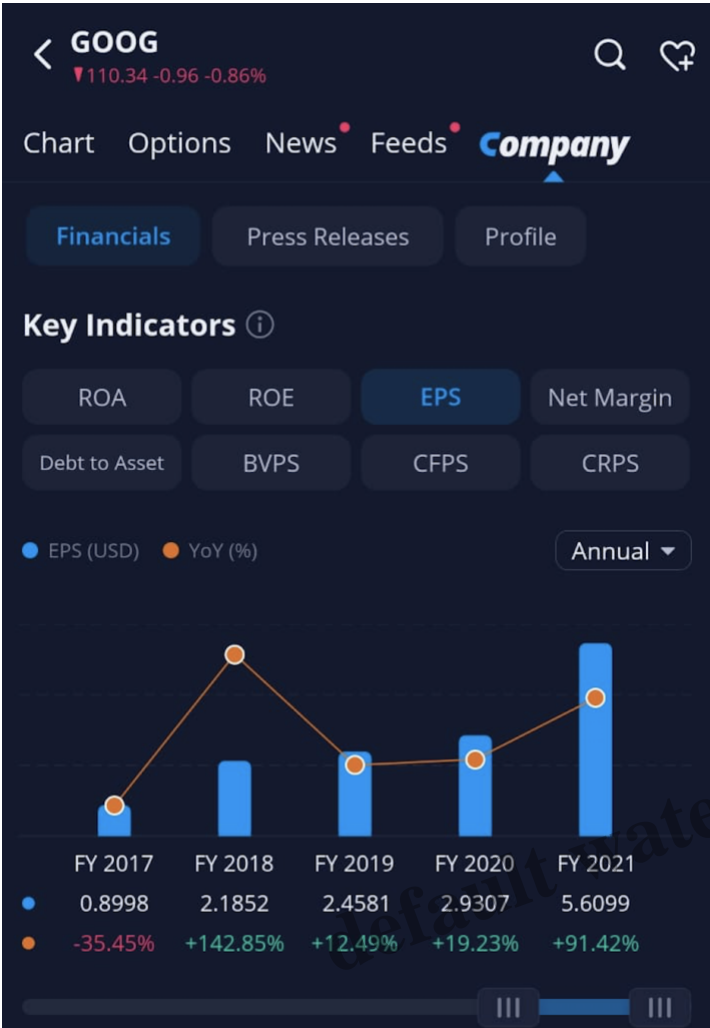 GOOG
▼110.34 -0.96 -0.86%
Chart Options News Feeds Company
Financials Press Releases Profile
Key Indicators
ROA ROE EPS Net Margin
Debt to Asset BVPS CFPS CRPS
EPS (USD) YoY (%) Annual
FY 2017 FY 2018 FY 2019 FY 2020 FY 2021
0.8998 2.1852 2.4581 2.9307 5.6099
-35.45% +142.85% +12.49% +19.23% +91.42%
default wate